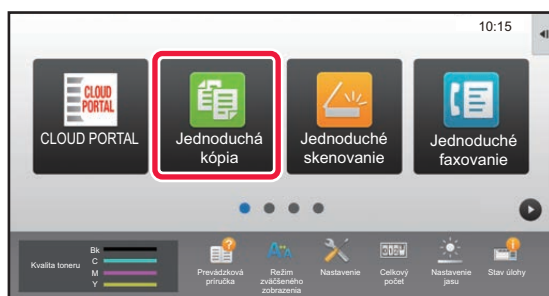 10:15
CLOUD
PORTAL
CLOUD PORTAL
Jednoduchá
kópia
Jednoduché
skenovanie
Jednoduché
faxovanie
Kvalita toneru
Bk
C
M
Y
Prevádzková
príručka
Režim
zväčšeného
zobrazenia
Nastavenie
Celkový
počet
Nastavenie
jasu
Stav úlohy